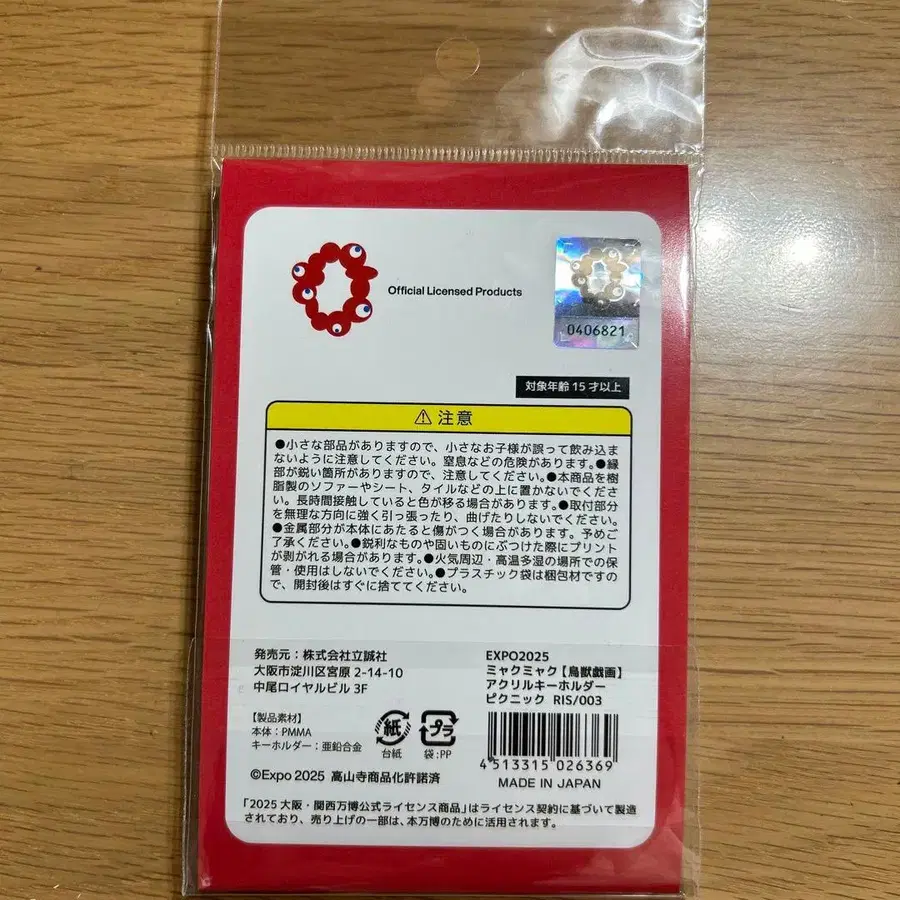 Official Licensed Products
0406821
対象年齢 15 才以上
⚠注意
●小さな部品がありますので、小さなお子様が誤って飲み込ま
ないように注意してください。窒息などの危険があります。●縁
部が鋭い箇所がありますので、注意してください。●本商品を樹
脂製のソファーやシート、タイルなどの上に置かないでくださ
い。長時間接触していると色が移る場合があります。●取付部分
を無理な方向に強く引っ張ったり、曲げたりしないでください。
●金属部分が本体にあたると傷がつく場合があります。予めご
了承ください。●鋭利なものや固いものにぶつけた際にプリント
が剥がれる場合があります。●火気周辺・高温多湿の場所での保
管・使用はしないでください。●プラスチック袋は梱包材ですの
で、開封後はすぐに捨ててください。
発売元：株式会社立誠社
大阪市淀川区宮原 2-14-10
中尾ロイヤルビル 3F
【製品素材】
本体：PMMA
キーホルダー：亜鉛合金
紙
台紙
プラ
袋：PP
©Expo 2025 高山寺商品化許諾済
EXPO2025
ミャクミャク【鳥獣戯画】
アクリルキーホルダー
ピクニック RIS/003
4 513315 026369
MADE IN JAPAN
「2025 大阪・関西万博公式ライセンス商品」はライセンス契約に基づいて製造
されており、売り上げの一部は、本万博のために活用されます。